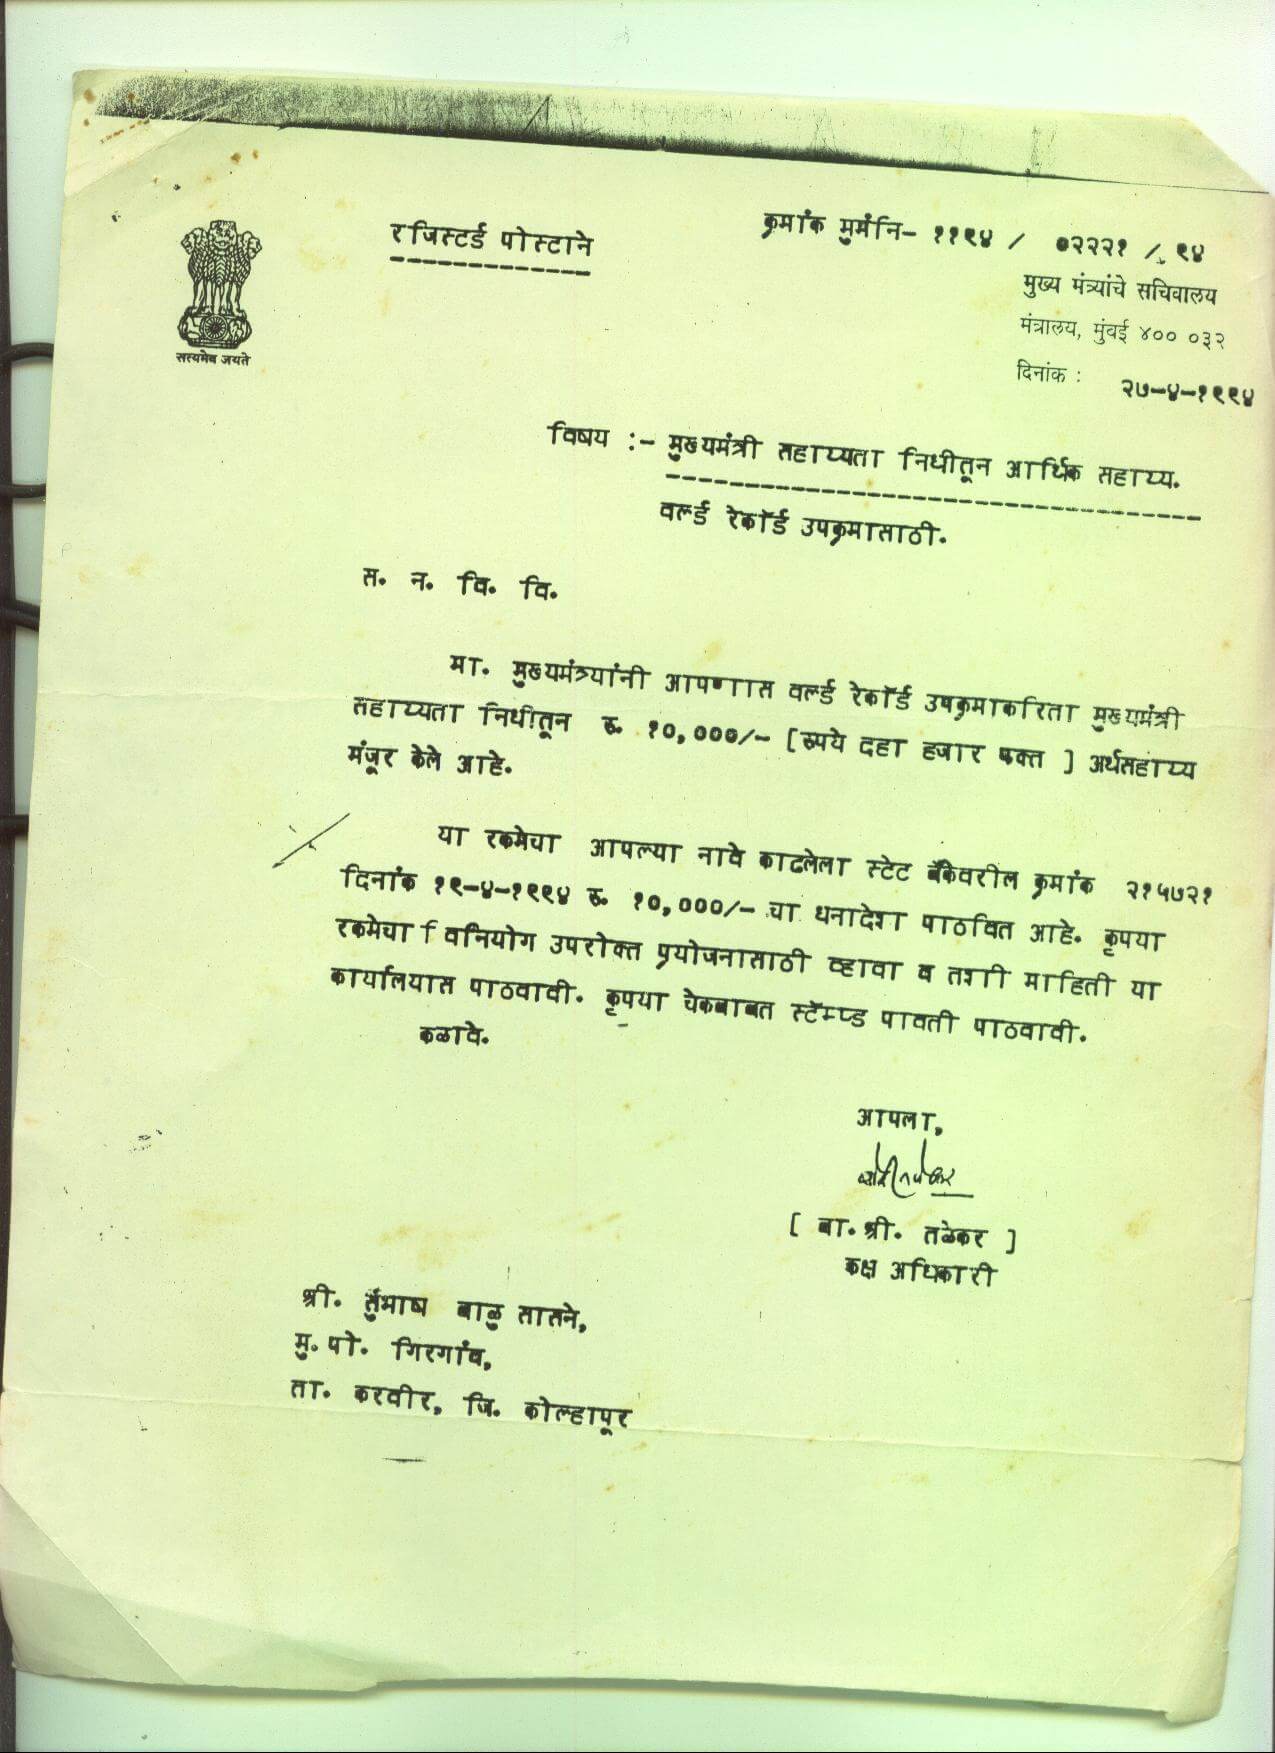 रजिस्टर्ड पोस्टाने
क्रमांक मुमंनि- ११९४ / ०२२२१ / ९४
मुख्य मंत्र्यांचे सचिवालय
मंत्रालय, मुंबई ४०० ०३२
दिनांक : २७-४-१९९४
सत्यमेव जयते
विषय :- मुख्यमंत्री सहाय्यता निधीतून आर्थिक सहाय्य.
वर्ल्ड रेकॉर्ड उपक्रमासाठी.
स. न. वि. वि.
मा. मुख्यमंत्र्यांनी आपणास वर्ल्ड रेकॉर्ड उपक्रमाकरिता मुख्यमंत्री
सहाय्यता निधीतून रु. १०,०००/- [ रुपये दहा हजार फक्त ] अर्थसहाय्य
मंजूर केले आहे.
या रकमेचा आपल्या नावे काढलेला स्टेट बँकेवरील क्रमांक २१५७२१
दिनांक १९-४-१९९४ रु. १०,०००/- चा धनादेश पाठवित आहे. कृपया
रकमेचा विनियोग उपरोक्त प्रयोजनासाठी व्हावा व तशी माहिती या
कार्यालयास पाठवावी. कृपया चेकबाबत स्टॅम्प्ड पावती पाठवावी.
कळावे.
आपला,
[ बा. श्री. तळेकर ]
कक्ष अधिकारी
श्री. सुभाष बाळु सासने,
मु. पो. गिरगांव,
ता. करवीर, जि. कोल्हापूर